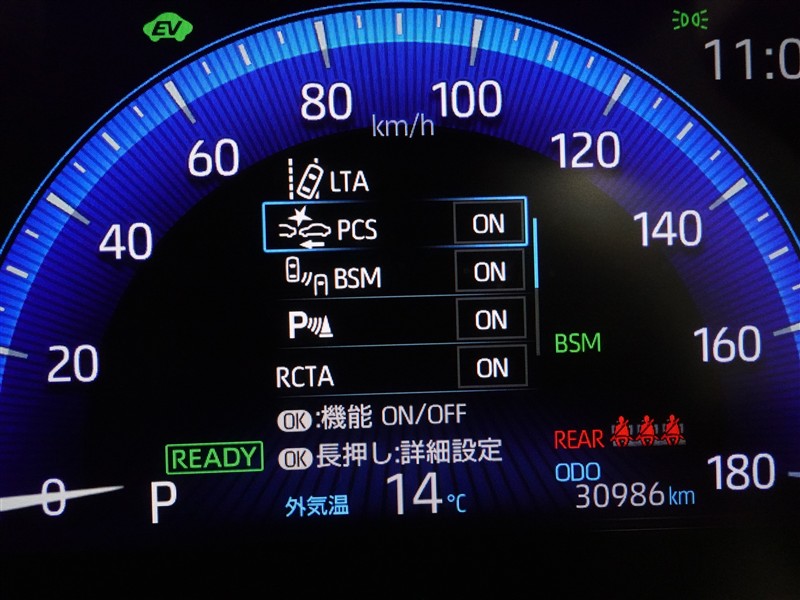 EV
11:0
80
100
km/h
60
120
LTA
40
PCS ON
140
BSM ON
P ON
BSM
20
160
RCTA ON
OK:機能 ON/OFF
REAR
READY
OK長押し:詳細設定
ODO
0
P
外気温 14℃
30986km
180